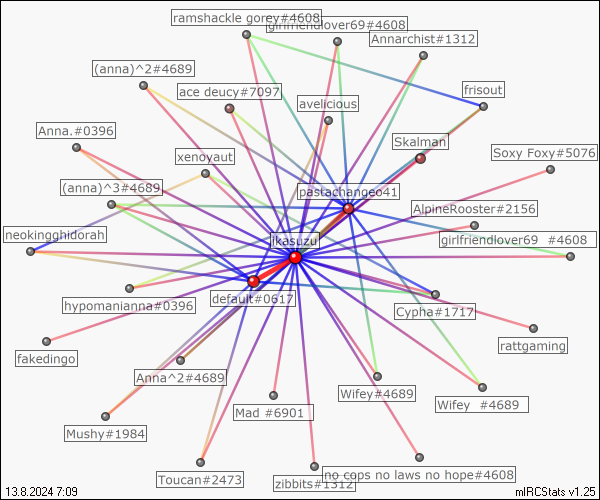 ramshackle gorey#4608
girlfriendlover69#4608
Annarchist#1312
(anna)^2#4689
ace deucy#7097
frisout
avelicious
Anna.#0396
Skalman
xenoyaut
Soxy Foxy#5076
(anna)^3#4689
pastachangeo41
AlpineRooster#2156
neokingghidorah
jkasuzu
girlfriendlover69 #4608
hypomanianna#0396
default#0617
Cypha#1717
rattgaming
fakedingo
Anna^2#4689
Wifey#4689
Wifey #4689
Mad #6901
Mushy#1984
Toucan#2473
zibbits#1312
no cops no laws no hope#4608
13.8.2024 7:09
mIRCStats v1.25